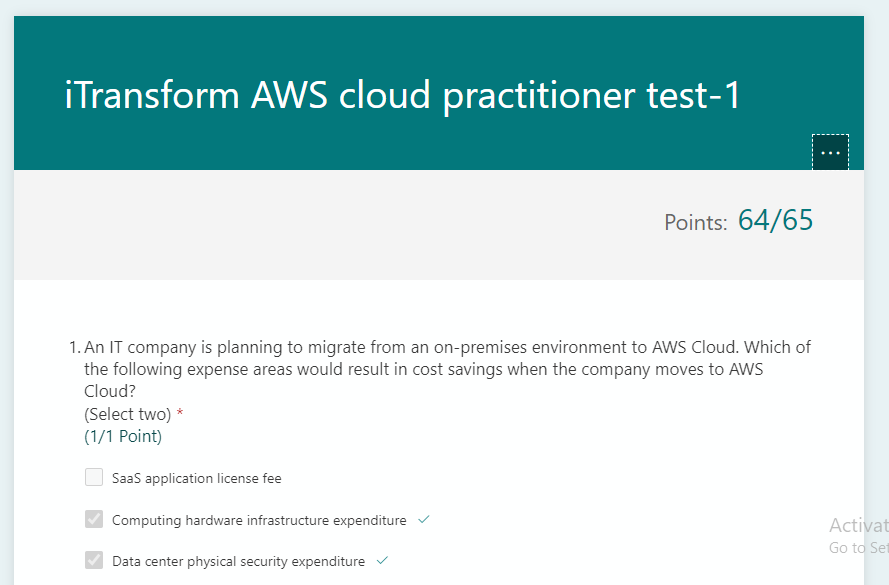 iTransform AWS cloud practitioner test-1
...
Points: 64/65
1. An IT company is planning to migrate from an on-premises environment to AWS Cloud. Which of
the following expense areas would result in cost savings when the company moves to AWS
Cloud?
(Select two) *
(1/1 Point)
SaaS application license fee
Computing hardware infrastructure expenditure
Activat
Go to Set
Data center physical security expenditure